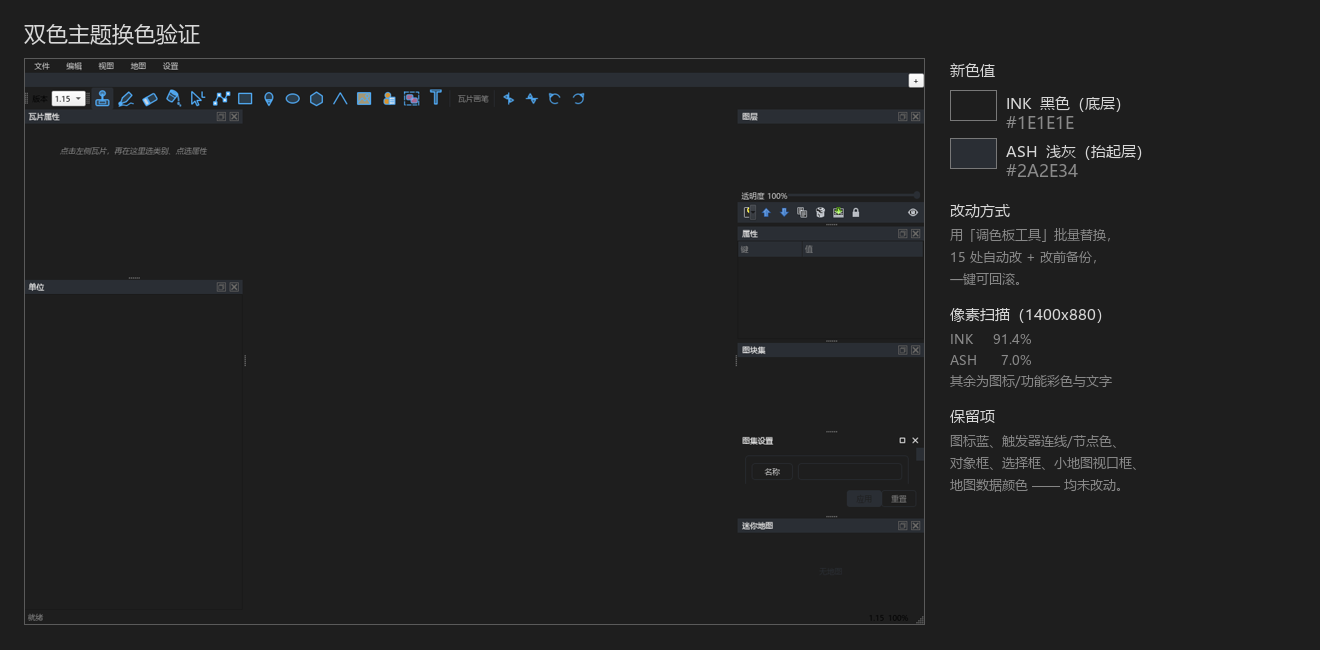 双色主题换色验证
文件 编辑 视图 地图 设置
+
1.15
瓦片画笔
瓦片属性
点击左侧瓦片，再在这里选类别、点选属性
单位
图层
透明度 100%
属性
键 值
图块集
图集设置
名称
重置
迷你地图
就绪
1.15 100%
新色值
INK 黑色（底层）
#1E1E1E
ASH 浅灰（抬起层）
#2A2E34
改动方式
用「调色板工具」批量替换，
15 处自动改 + 改前备份，
一键可回滚。
像素扫描（1400x880）
INK 91.4%
ASH 7.0%
其余为图标/功能彩色与文字
保留项
图标蓝、触发器连线/节点色、
对象框、选择框、小地图视口框、
地图数据颜色 —— 均未改动。